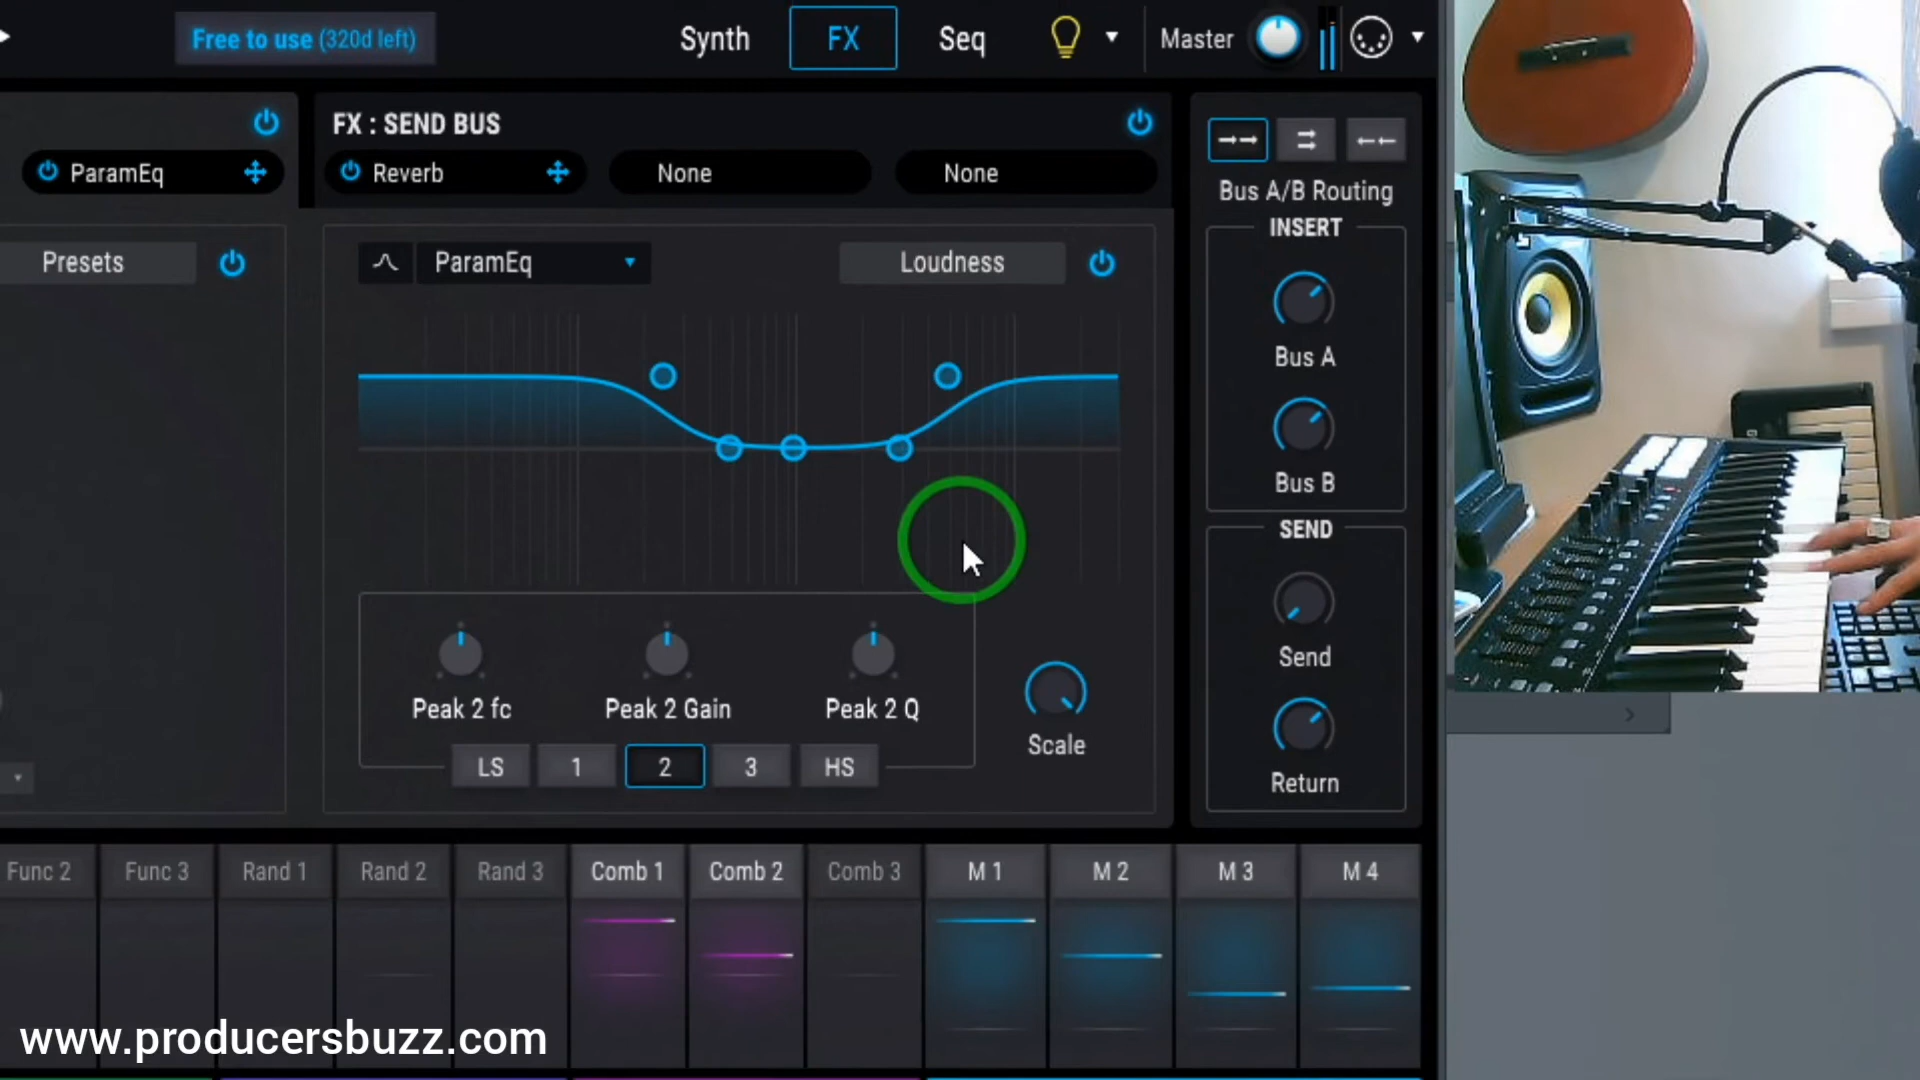 Free to use (320d left)
Synth
FX
Seq
Master
FX : SEND BUS
ParamEq
Reverb
None
None
Bus A/B Routing
Presets
ParamEq
Loudness
INSERT
Bus A
Bus B
SEND
Send
Return
Peak 2 fc
Peak 2 Gain
Peak 2 Q
Scale
LS
1
2
3
HS
Func 2
Func 3
Rand 1
Rand 2
Rand 3
Comb 1
Comb 2
Comb 3
M 1
M 2
M 3
M 4
www.producersbuzz.com